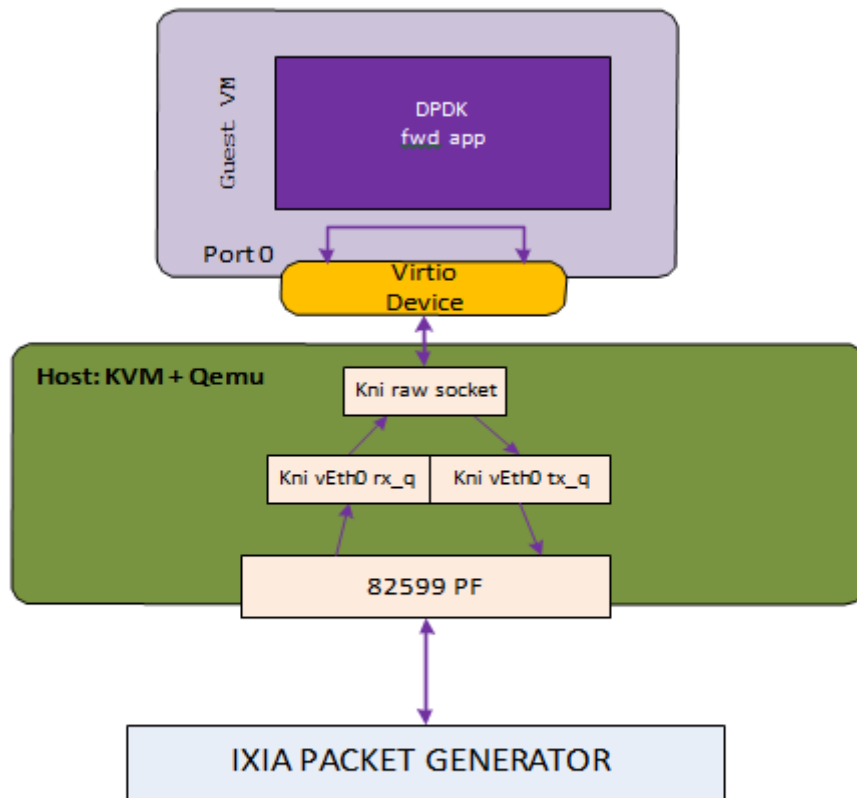 Guest VM
DPDK
fwd app
Port 0
Virtio
Device
Host: KVM + Qemu
Kni raw socket
Kni vEth0 rx_q
Kni vEth0 tx_q
82599 PF
IXIA PACKET GENERATOR